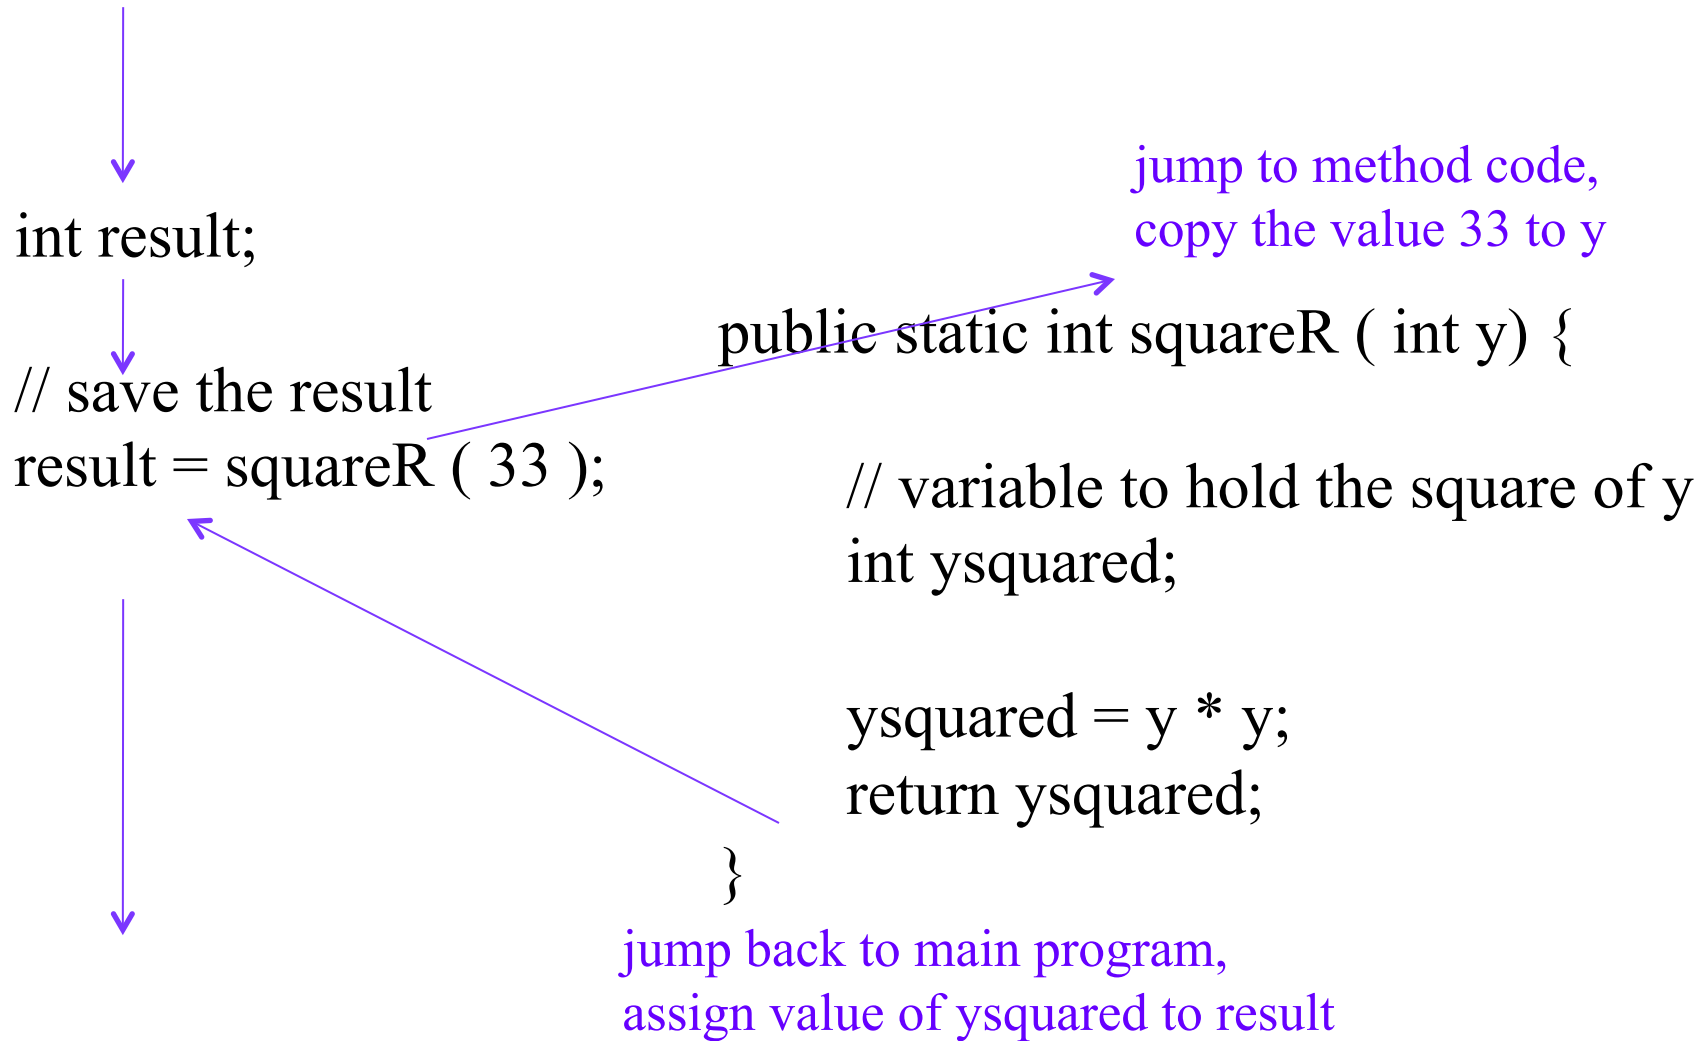 int result;
// save the result
result = squareR ( 33 );
jump to method code,
copy the value 33 to y
public static int squareR ( int y) {
// variable to hold the square of y
int ysquared;
ysquared = y * y;
return ysquared;
}
jump back to main program,
assign value of ysquared to result